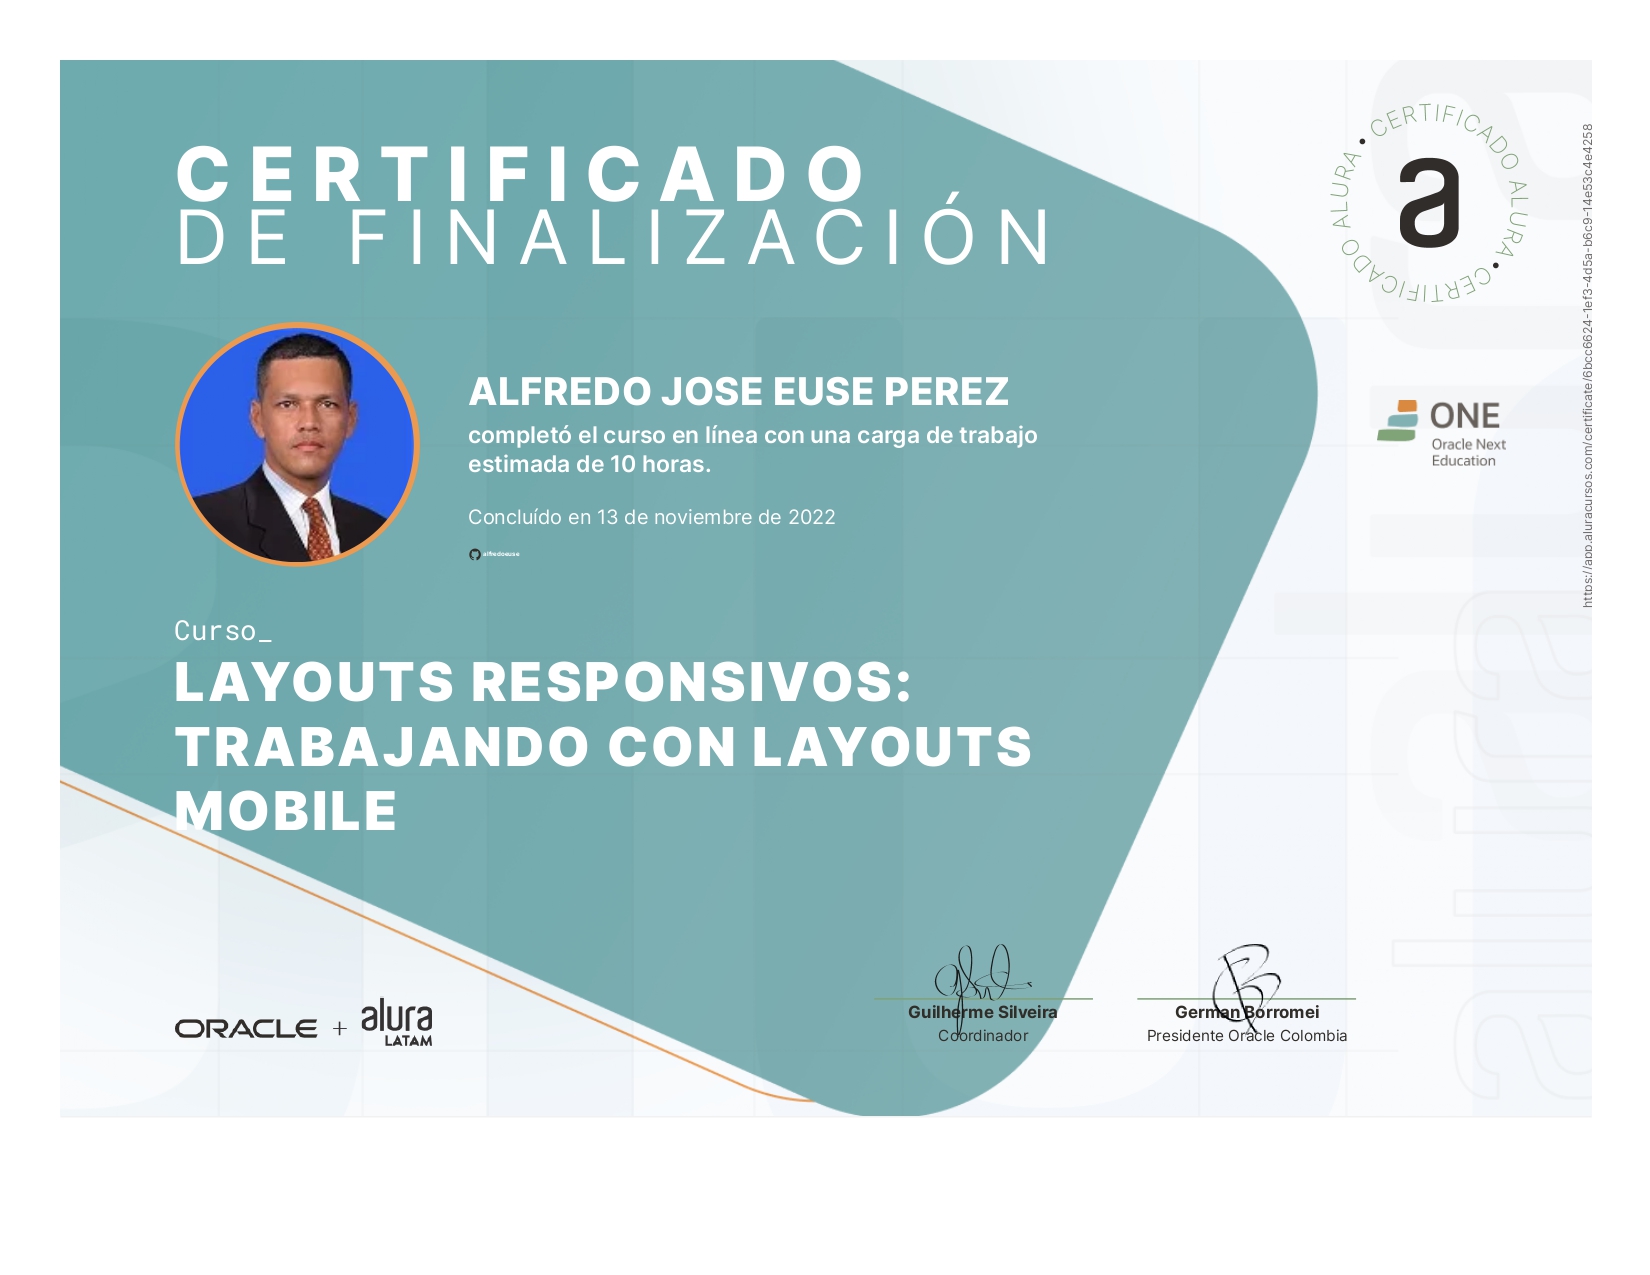 CERTIFICADO
DE FINALIZACIÓN
CERTIFICADO ALURA • CERTIFICADO ALURA •
a
https://app.aluracursos.com/certificate/6bcc6624-1ef3-4d5a-b6c9-14e53c4e4258
ALFREDO JOSE EUSE PEREZ
completó el curso en línea con una carga de trabajo
estimada de 10 horas.
Concluído en 13 de noviembre de 2022
alfredoeuse
ONE
Oracle Next
Education
Curso_
LAYOUTS RESPONSIVOS:
TRABAJANDO CON LAYOUTS
MOBILE
ORACLE + alura
LATAM
Guilherme Silveira
Coordinador
German Borromei
Presidente Oracle Colombia
alura